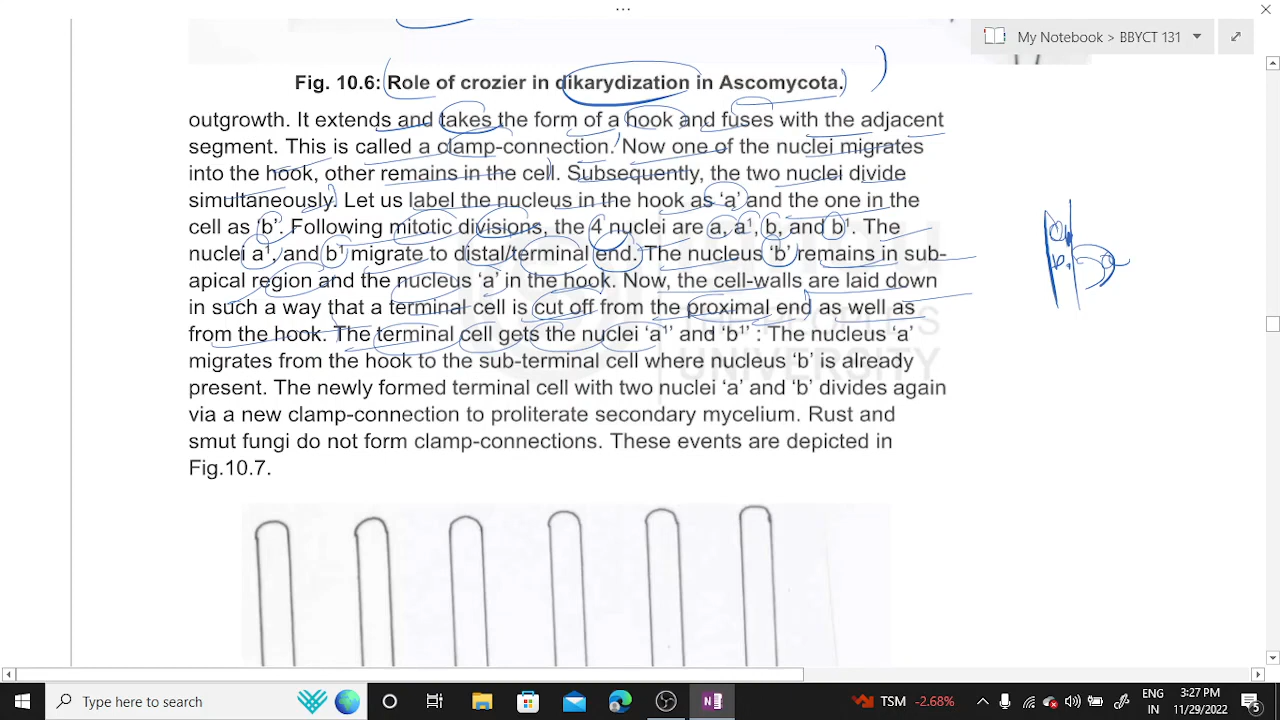 ...
My Notebook > BBYCT 131
Fig. 10.6: Role of crozier in dikarydization in Ascomycota.
outgrowth. It extends and takes the form of a hook and fuses with the adjacent
segment. This is called a clamp-connection. Now one of the nuclei migrates
into the hook, other remains in the cell. Subsequently, the two nuclei divide
simultaneously. Let us label the nucleus in the hook as ‘a’ and the one in the
cell as ‘b’. Following mitotic divisions, the 4 nuclei are a, a¹, b, and b¹. The
nuclei a¹, and b¹ migrate to distal/terminal end. The nucleus ‘b’ remains in sub-
apical region and the nucleus ‘a’ in the hook. Now, the cell-walls are laid down
in such a way that a terminal cell is cut off from the proximal end as well as
from the hook. The terminal cell gets the nuclei ‘a¹’ and ‘b¹’ : The nucleus ‘a’
migrates from the hook to the sub-terminal cell where nucleus ‘b’ is already
present. The newly formed terminal cell with two nuclei ‘a’ and ‘b’ divides again
via a new clamp-connection to proliterate secondary mycelium. Rust and
smut fungi do not form clamp-connections. These events are depicted in
Fig.10.7.
UNIVERSITY
Type here to search
TSM -2.68%
ENG
IN
3:27 PM
11/29/2022
5